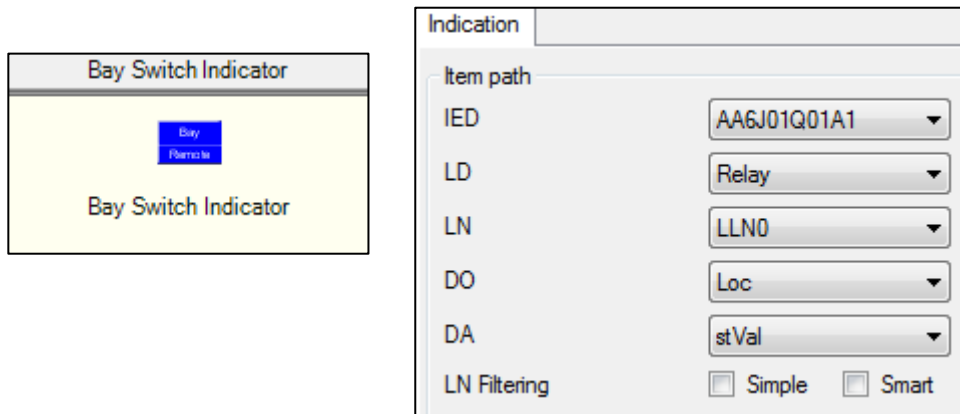 Bay Switch Indicator
Bay
Remote
Bay Switch Indicator
Indication
Item path
IED AA6J01Q01A1
LD Relay
LN LLN0
DO Loc
DA stVal
LN Filtering Simple Smart